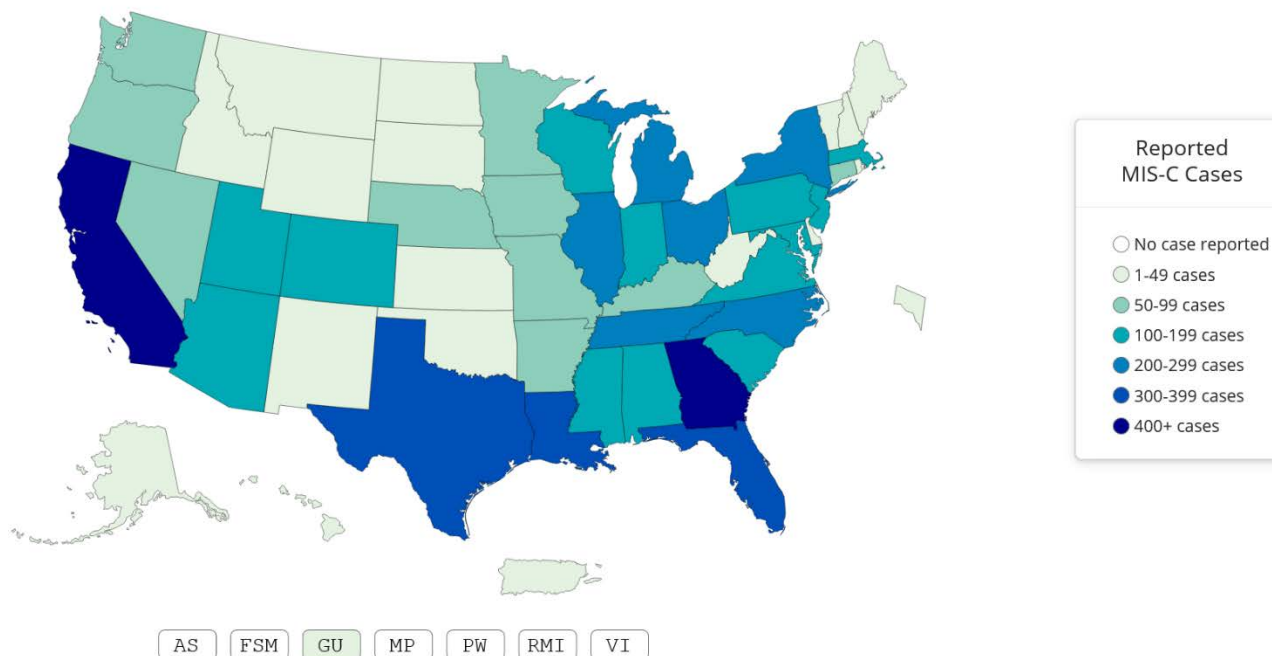 Reported
MIS-C Cases
No case reported
1-49 cases
50-99 cases
100-199 cases
200-299 cases
300-399 cases
400+ cases
AS FSM GU MP PW RMI VI